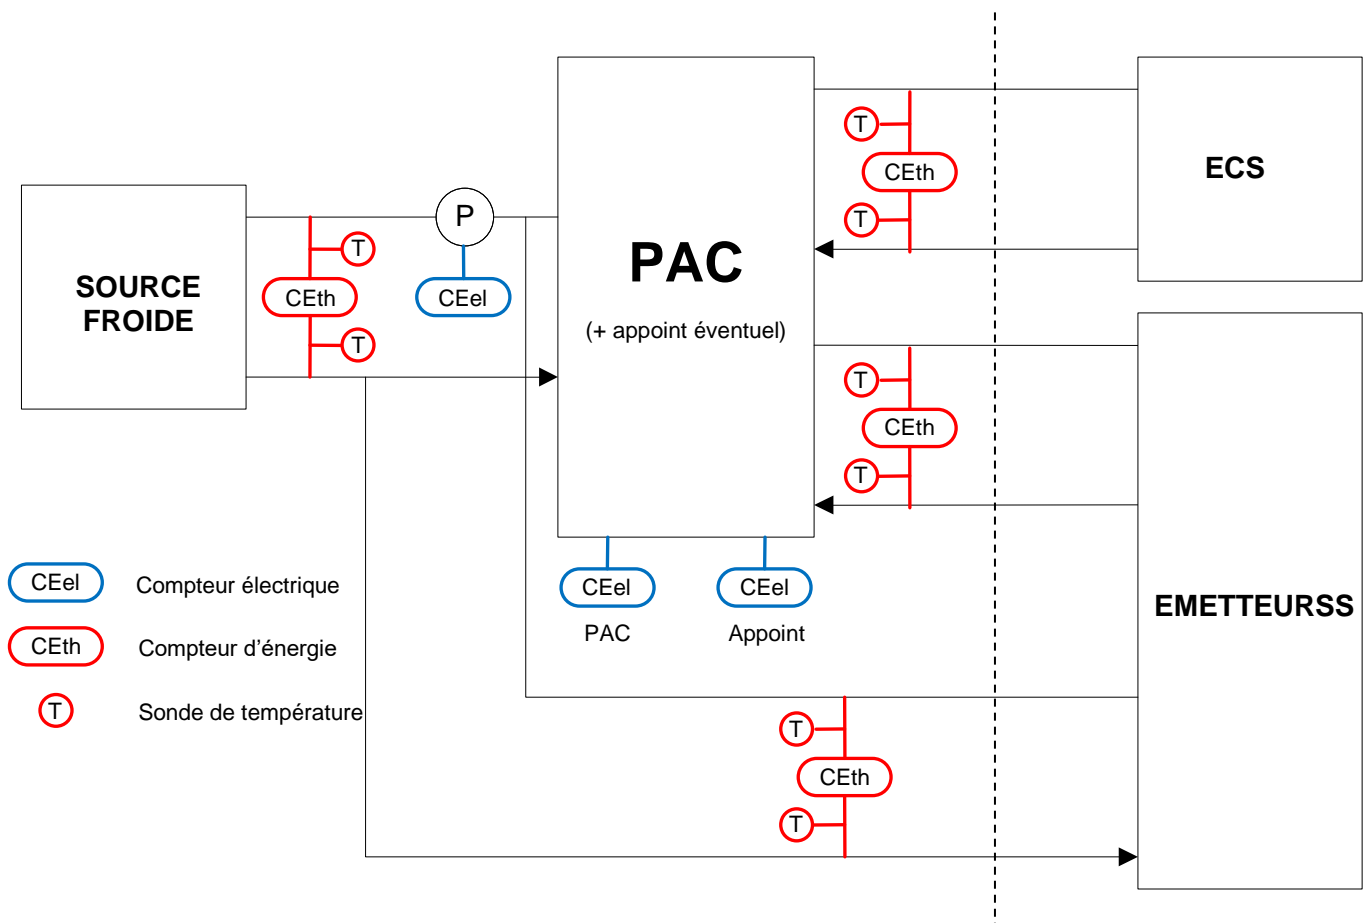 T
CEth
T
ECS
P
T
SOURCE
FROIDE
CEth
CEel
T
PAC
(+ appoint éventuel)
T
CEth
T
CEel
Compteur électrique
CEel
CEel
PAC
Appoint
EMETTEURSS
CEth
Compteur d’énergie
T
Sonde de température
T
CEth
T